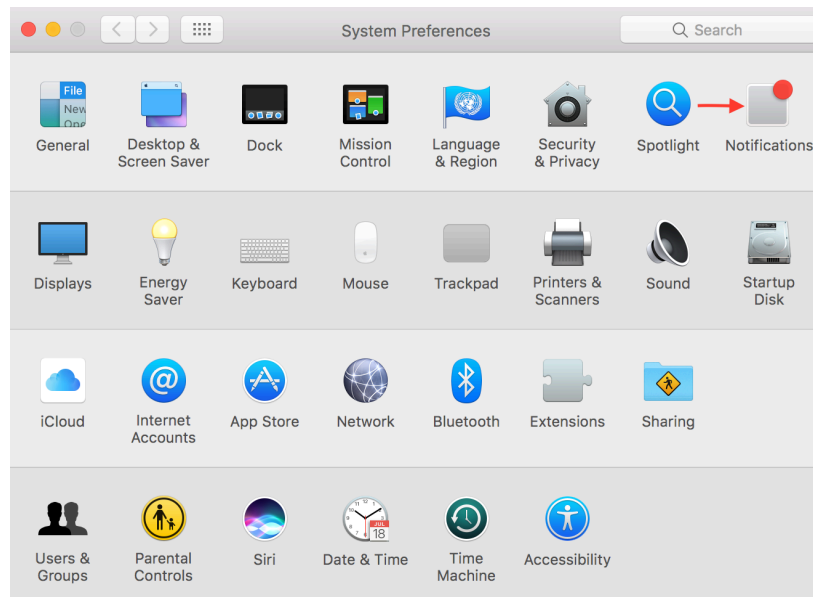 System Preferences
Search
File
New
Ope
General
Desktop &
Screen Saver
Dock
Mission
Control
Language
& Region
Security
& Privacy
Spotlight
Notifications
Displays
Energy
Saver
Keyboard
Mouse
Trackpad
Printers &
Scanners
Sound
Startup
Disk
iCloud
@
Internet
Accounts
App Store
Network
Bluetooth
Extensions
Sharing
Users &
Groups
Parental
Controls
Siri
JUL
18
Date & Time
Time
Machine
Accessibility